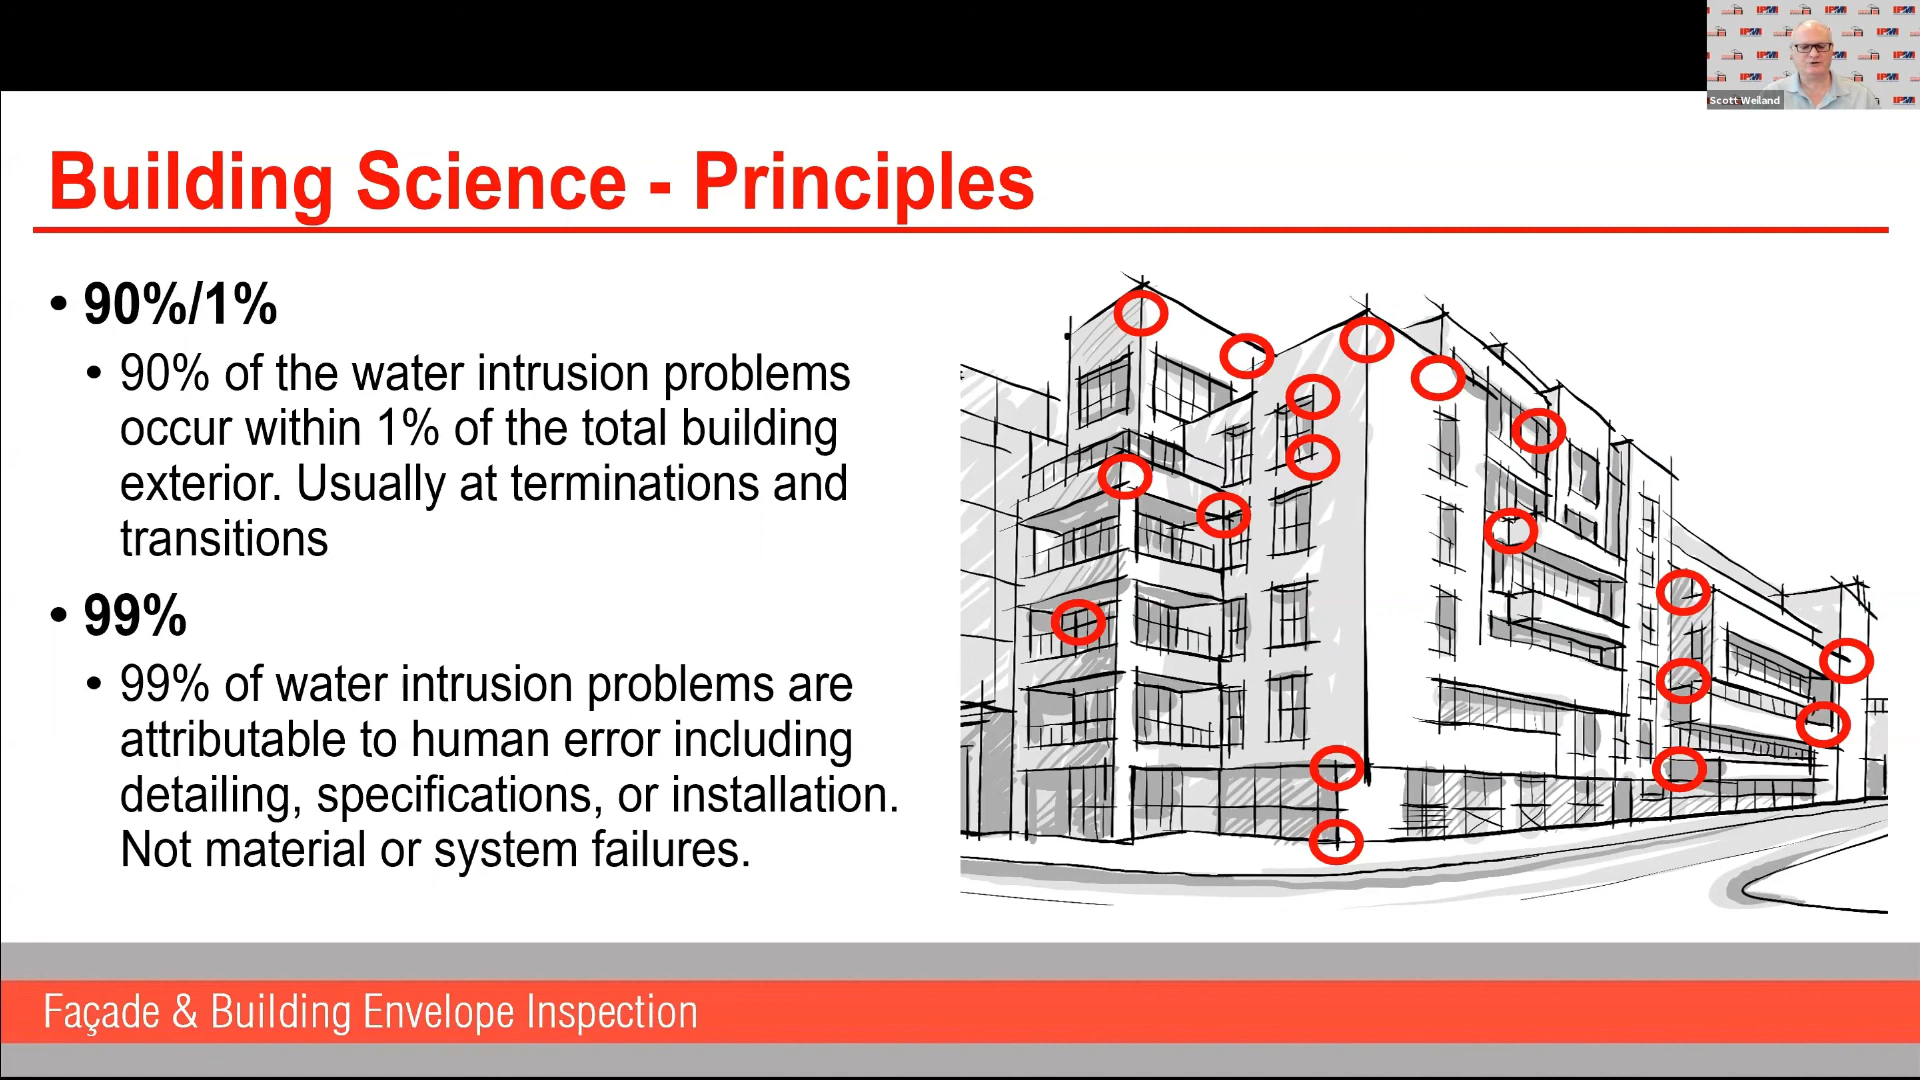 Scott Weiland
Building Science - Principles
• 90%/1%
• 90% of the water intrusion problems
occur within 1% of the total building
exterior. Usually at terminations and
transitions
• 99%
• 99% of water intrusion problems are
attributable to human error including
detailing, specifications, or installation.
Not material or system failures.
Façade & Building Envelope Inspection